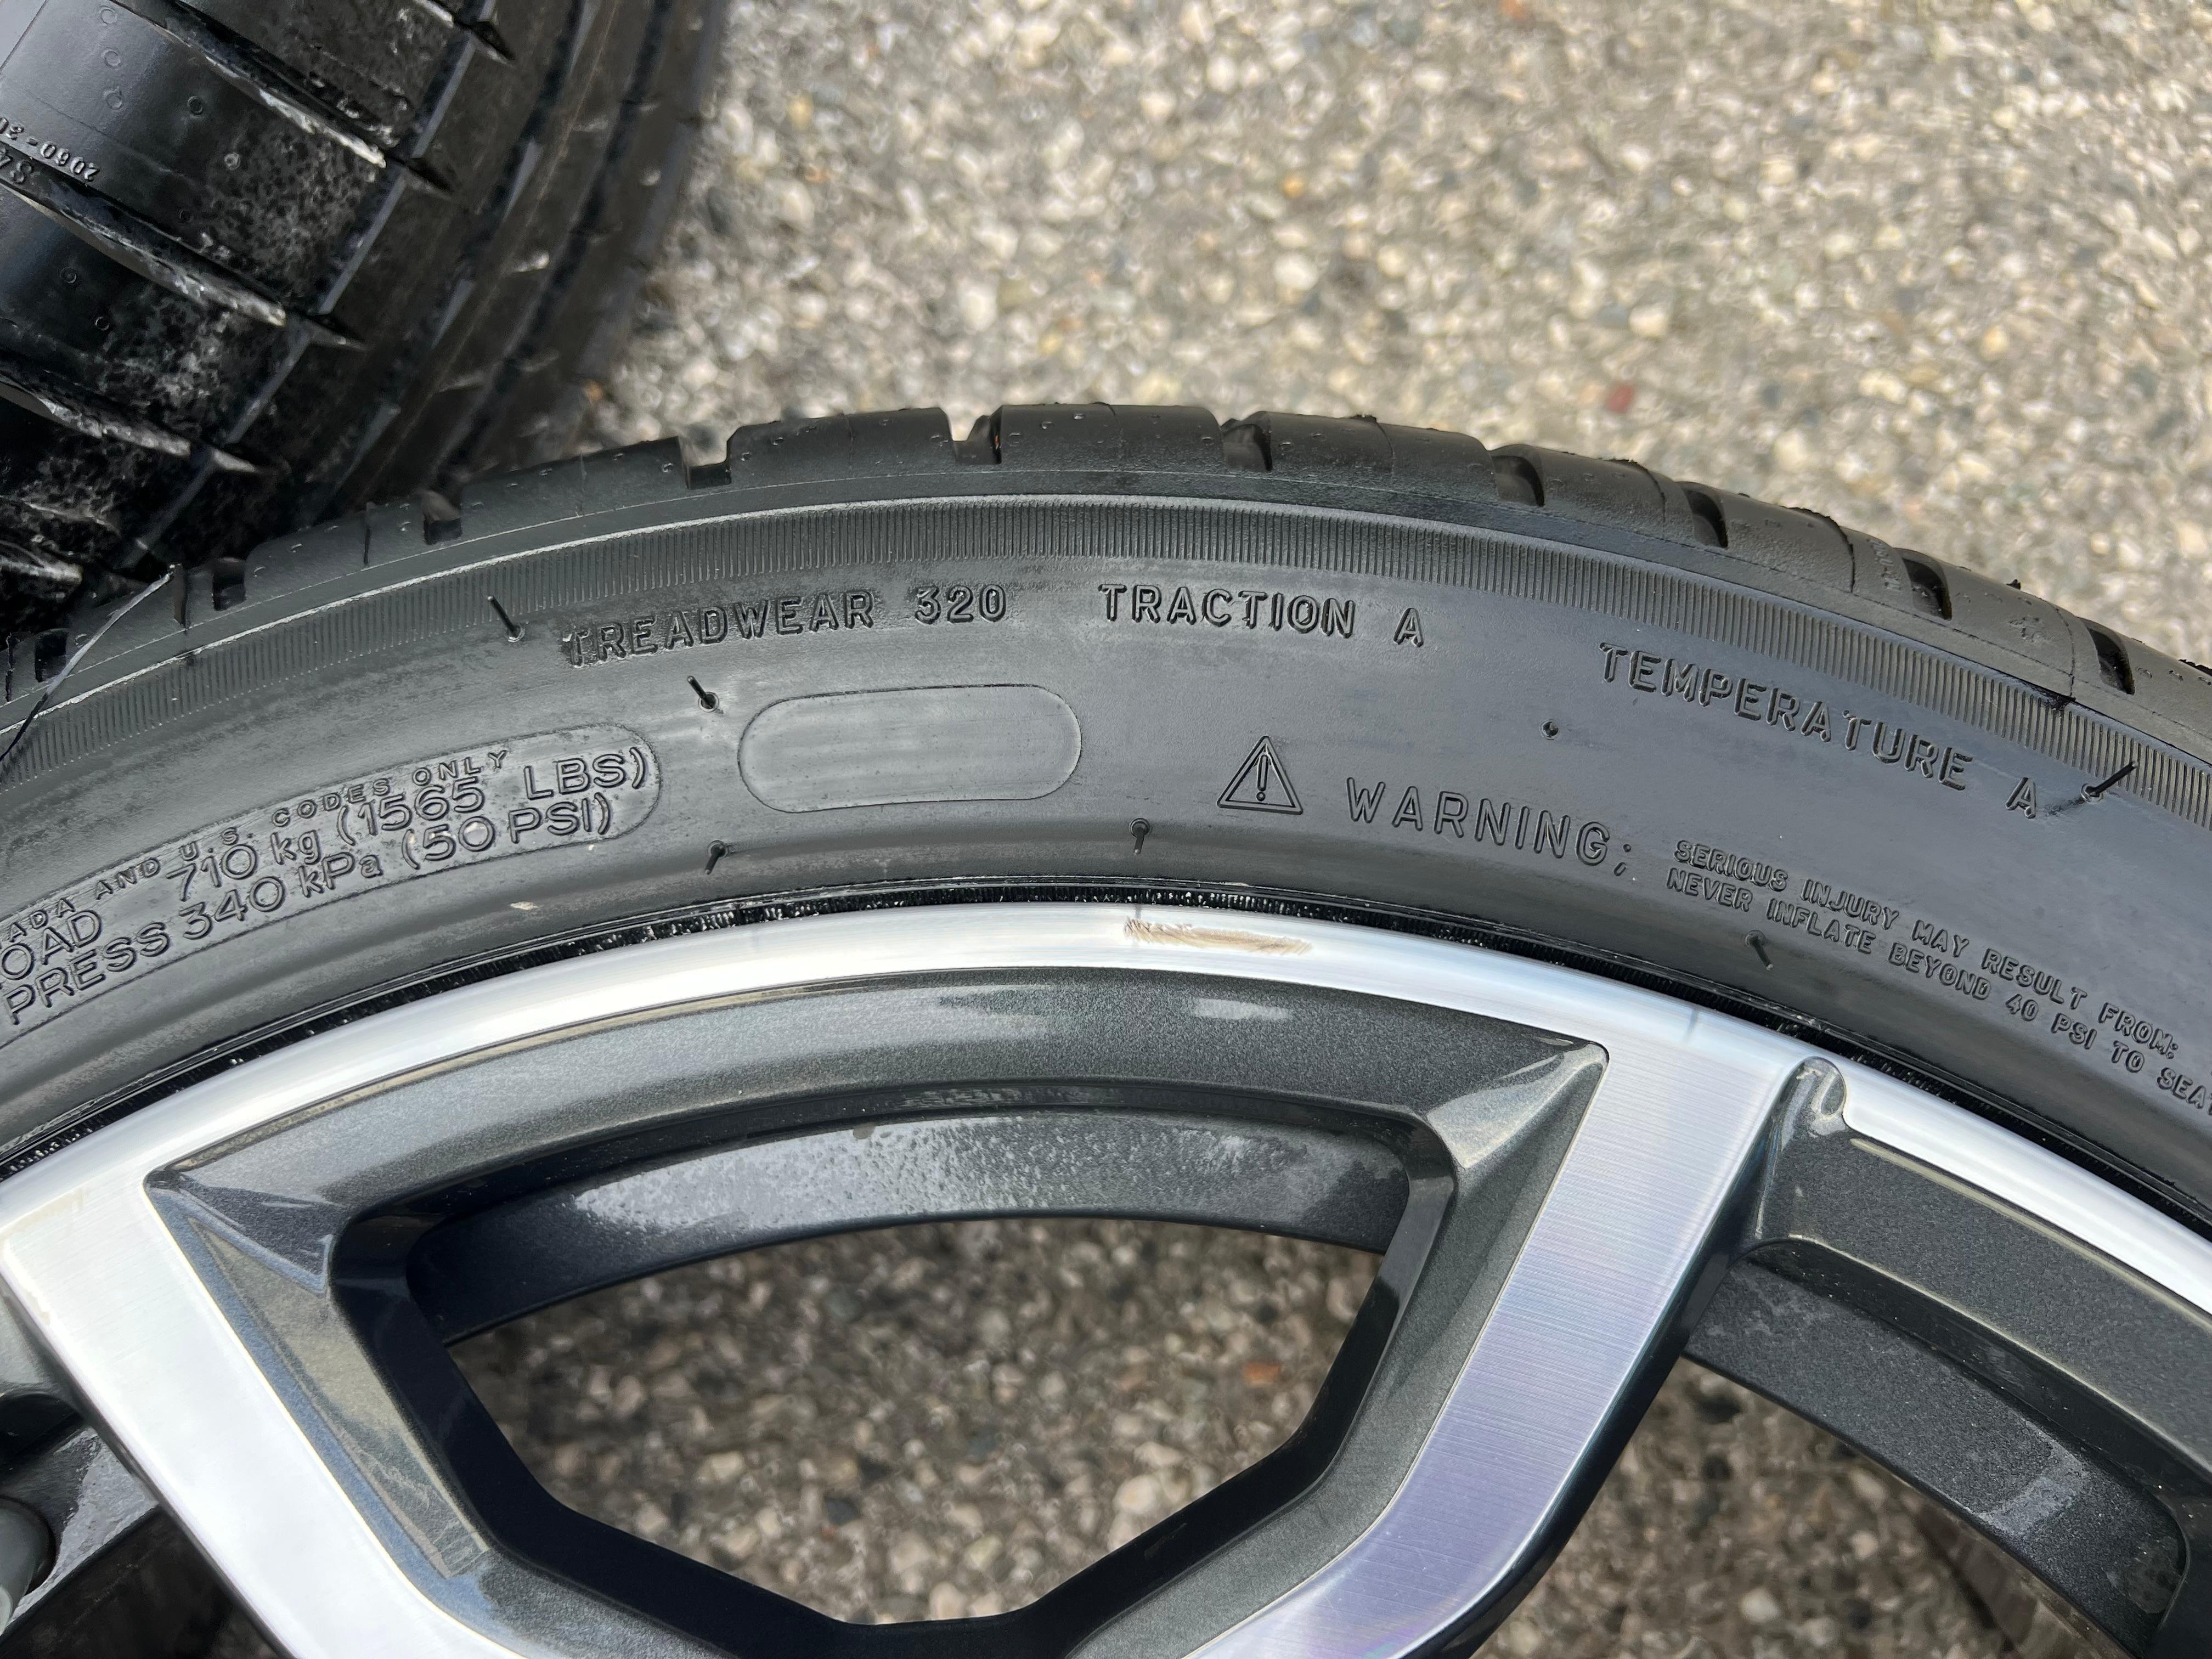 TREADWEAR 320 TRACTION A TEMPERATURE A
AND U.S. CODES ONLY
710 kg (1565 LBS)
PRESS 340 kPa (50 PSI)
WARNING;
SERIOUS INJURY MAY RESULT FROM:
NEVER INFLATE BEYOND 40 PSI TO SEAT